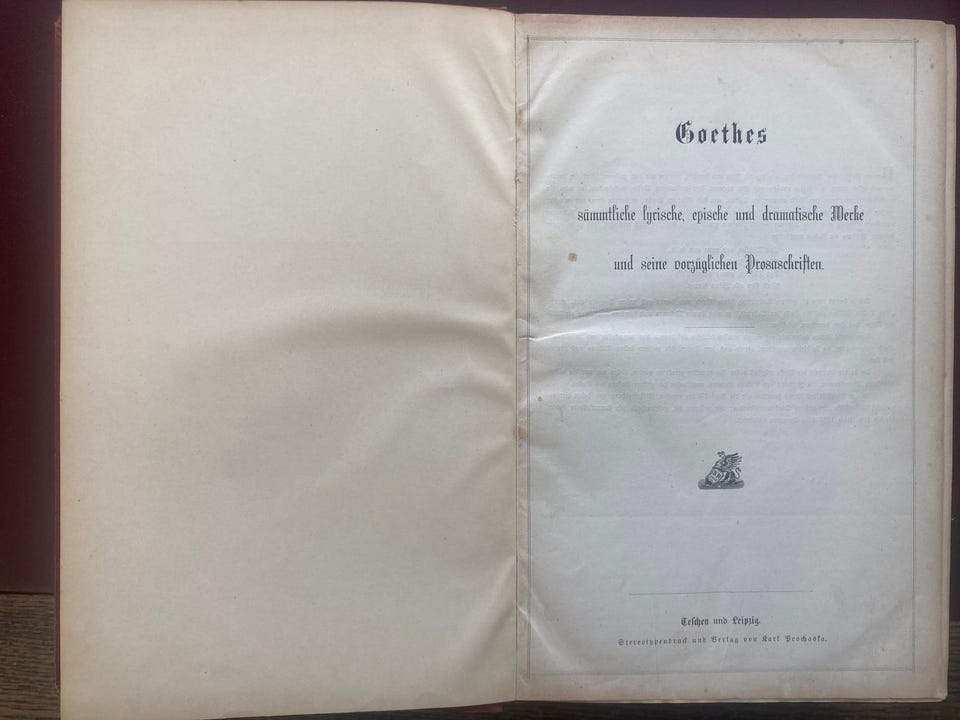 Goethes
sämmtliche lyrische, epische und dramatische Werke
und seine vorzüglichen Prosaschriften.
Teschen und Leipzig.
Stereotypendruck und Verlag von Karl Prochaska.